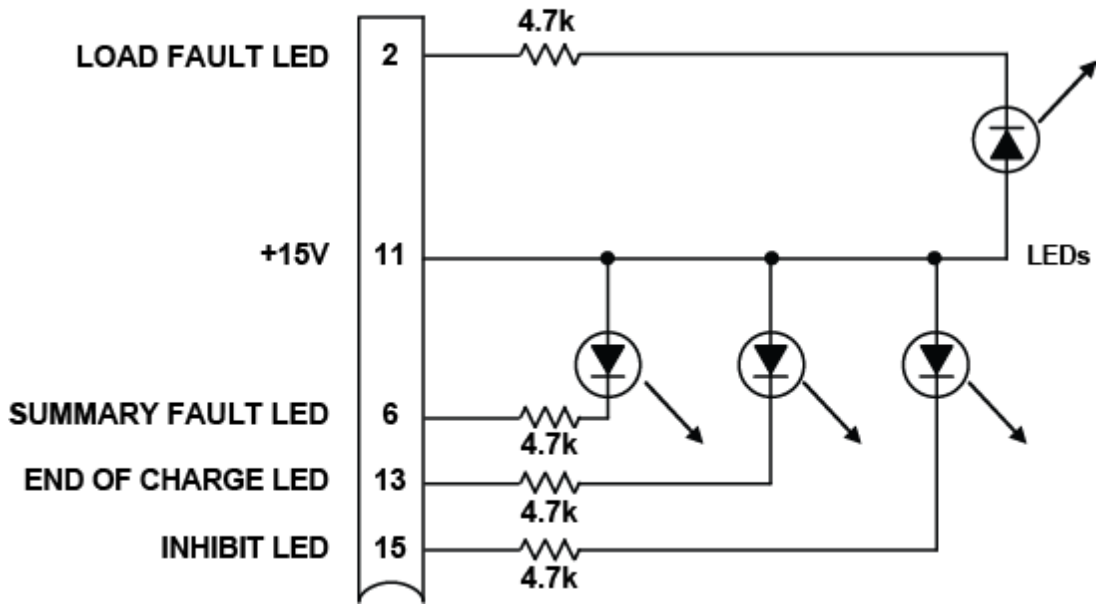 4.7k
LOAD FAULT LED 2
+15V 11 LEDs
SUMMARY FAULT LED 6
4.7k
END OF CHARGE LED 13
4.7k
INHIBIT LED 15
4.7k